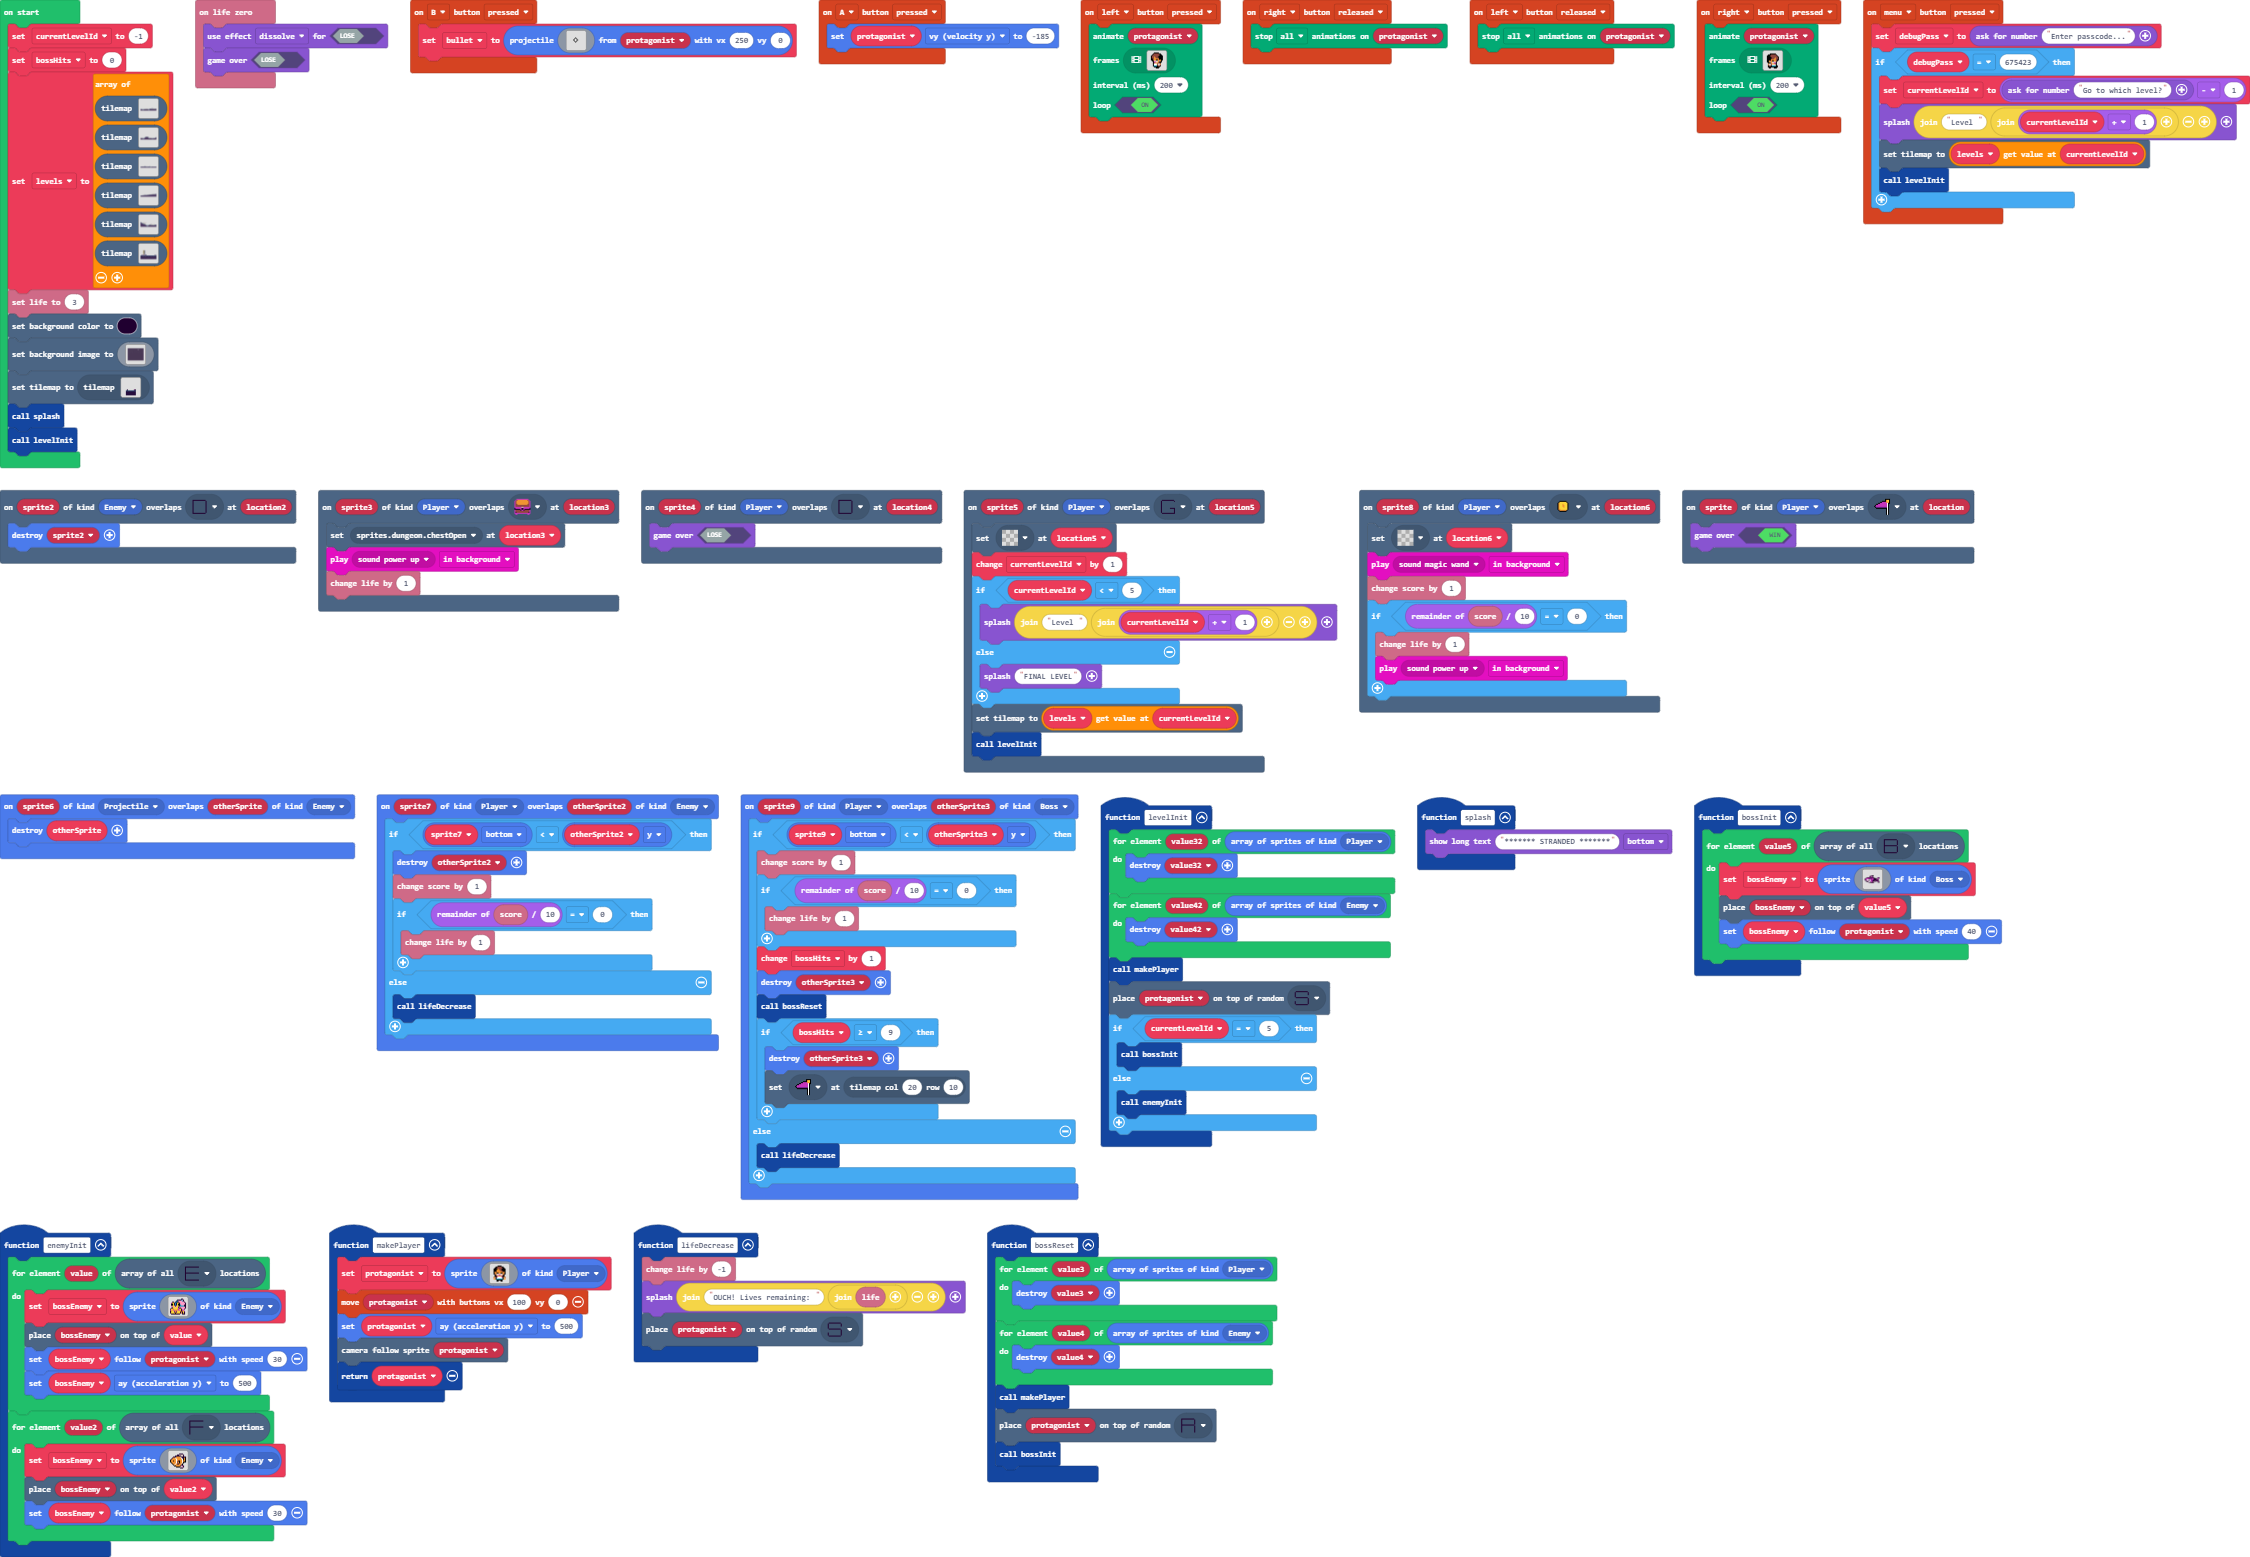 on start
set currentLevelId to -1
set bossHits to 0
set levels to array of
tilemap
tilemap
tilemap
tilemap
tilemap
tilemap
set life to 3
set background color to
set background image to
set tilemap to tilemap
call splash
call levelInit
on life zero
use effect dissolve for LOSE
game over LOSE
on B button pressed
set bullet to projectile from protagonist with vx 250 vy 0
on A button pressed
set protagonist vy (velocity y) to -185
on left button pressed
animate protagonist
frames
interval (ms) 200
loop ON
on right button released
stop all animations on protagonist
on left button released
stop all animations on protagonist
on right button pressed
animate protagonist
frames
interval (ms) 200
loop ON
on menu button pressed
set debugPass to ask for number "Enter passcode..."
if debugPass = 675423 then
set currentLevelId to ask for number "Go to which level?" - 1
splash join "Level " join currentLevelId + 1
set tilemap to levels get value at currentLevelId
call levelInit
on sprite2 of kind Enemy overlaps at location2
destroy sprite2
on sprite3 of kind Player overlaps at location3
set sprites.dungeon.chestOpen at location3
play sound power up in background
change life by 1
on sprite4 of kind Player overlaps at location4
game over LOSE
on sprite5 of kind Player overlaps G at location5
set at location5
change currentLevelId by 1
if currentLevelId < 5 then
splash join "Level " join currentLevelId + 1
else
splash "FINAL LEVEL"
set tilemap to levels get value at currentLevelId
call levelInit
on sprite8 of kind Player overlaps at location6
set at location6
play sound magic wand in background
change score by 1
if remainder of score / 10 = 0 then
change life by 1
play sound power up in background
on sprite of kind Player overlaps at location
game over WIN
on sprite6 of kind Projectile overlaps otherSprite of kind Enemy
destroy otherSprite
on sprite7 of kind Player overlaps otherSprite2 of kind Enemy
if sprite7 bottom < otherSprite2 y then
destroy otherSprite2
change score by 1
if remainder of score / 10 = 0 then
change life by 1
else
call lifeDecrease
on sprite9 of kind Player overlaps otherSprite3 of kind Boss
if sprite9 bottom < otherSprite3 y then
change score by 1
if remainder of score / 10 = 0 then
change life by 1
change bossHits by 1
destroy otherSprite3
call bossReset
if bossHits ≥ 9 then
destroy otherSprite3
set at tilemap col 20 row 10
else
call lifeDecrease
function levelInit
for element value32 of array of sprites of kind Player
do destroy value32
for element value42 of array of sprites of kind Enemy
do destroy value42
call makePlayer
place protagonist on top of random S
if currentLevelId = 5 then
call bossInit
else
call enemyInit
function splash
show long text "******* STRANDED *******" bottom
function bossInit
for element value5 of array of all B locations
do
set bossEnemy to sprite of kind Boss
place bossEnemy on top of value5
set bossEnemy follow protagonist with speed 40
function enemyInit
for element value of array of all E locations
do
set bossEnemy to sprite of kind Enemy
place bossEnemy on top of value
set bossEnemy follow protagonist with speed 30
set bossEnemy ay (acceleration y) to 500
for element value2 of array of all F locations
do
set bossEnemy to sprite of kind Enemy
place bossEnemy on top of value2
set bossEnemy follow protagonist with speed 30
function makePlayer
set protagonist to sprite of kind Player
move protagonist with buttons vx 100 vy 0
set protagonist ay (acceleration y) to 500
camera follow sprite protagonist
return protagonist
function lifeDecrease
change life by -1
splash join "OUCH! Lives remaining: " join life
place protagonist on top of random S
function bossReset
for element value3 of array of sprites of kind Player
do destroy value3
for element value4 of array of sprites of kind Enemy
do destroy value4
call makePlayer
place protagonist on top of random A
call bossInit